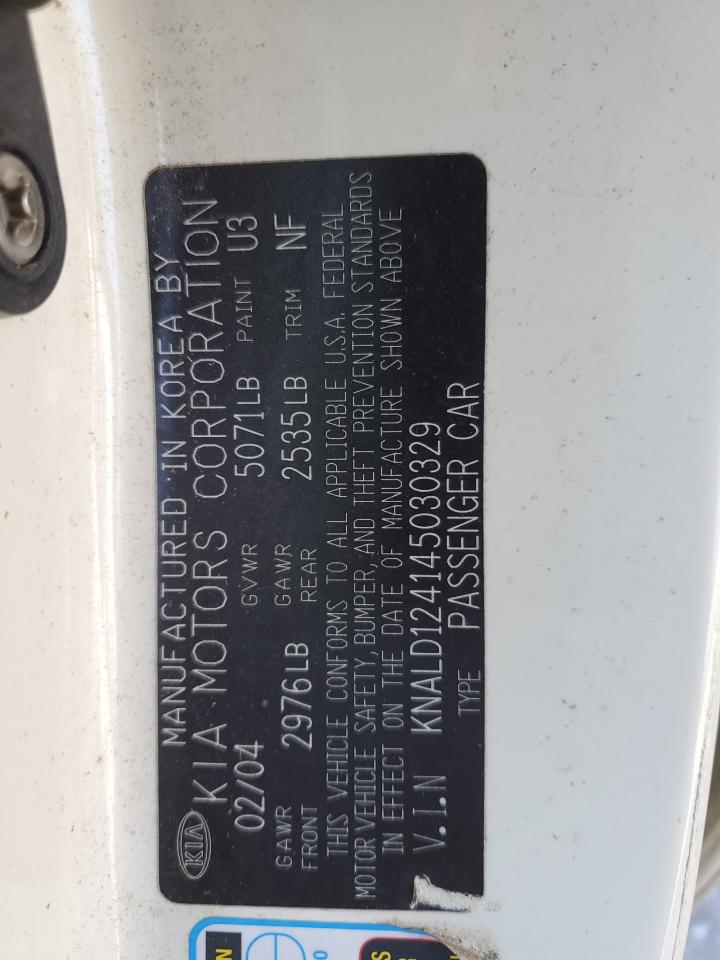 MANUFACTURED IN KOREA BY
KIA KIA MOTORS CORPORATION
02/04 GVWR 5071LB PAINT U3
GAWR FRONT 2976LB GAWR REAR 2535LB TRIM NF
THIS VEHICLE CONFORMS TO ALL APPLICABLE U.S.A. FEDERAL
MOTOR VEHICLE SAFETY, BUMPER, AND THEFT PREVENTION STANDARDS
IN EFFECT ON THE DATE OF MANUFACTURE SHOWN ABOVE
V.I.N KNALD124145030329
TYPE PASSENGER CAR